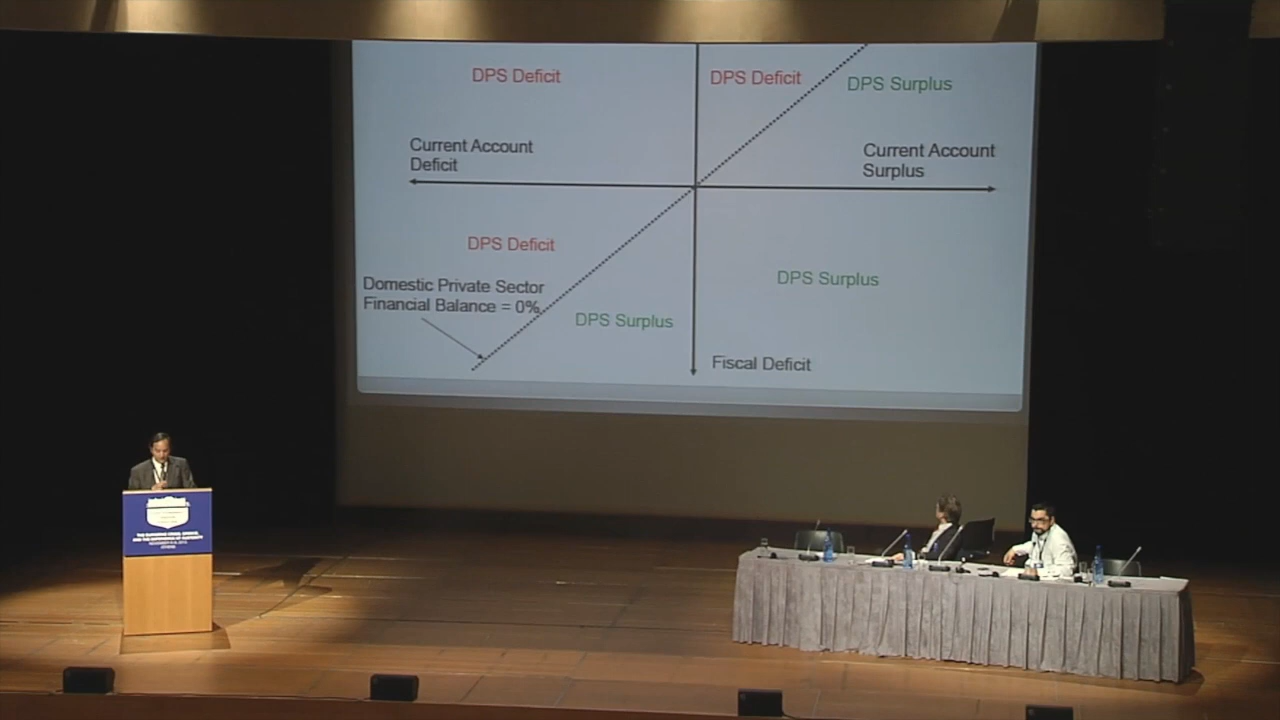 DPS Deficit
DPS Deficit
DPS Surplus
Current Account
Deficit
Current Account
Surplus
DPS Deficit
Domestic Private Sector
Financial Balance = 0%
DPS Surplus
DPS Surplus
Fiscal Deficit